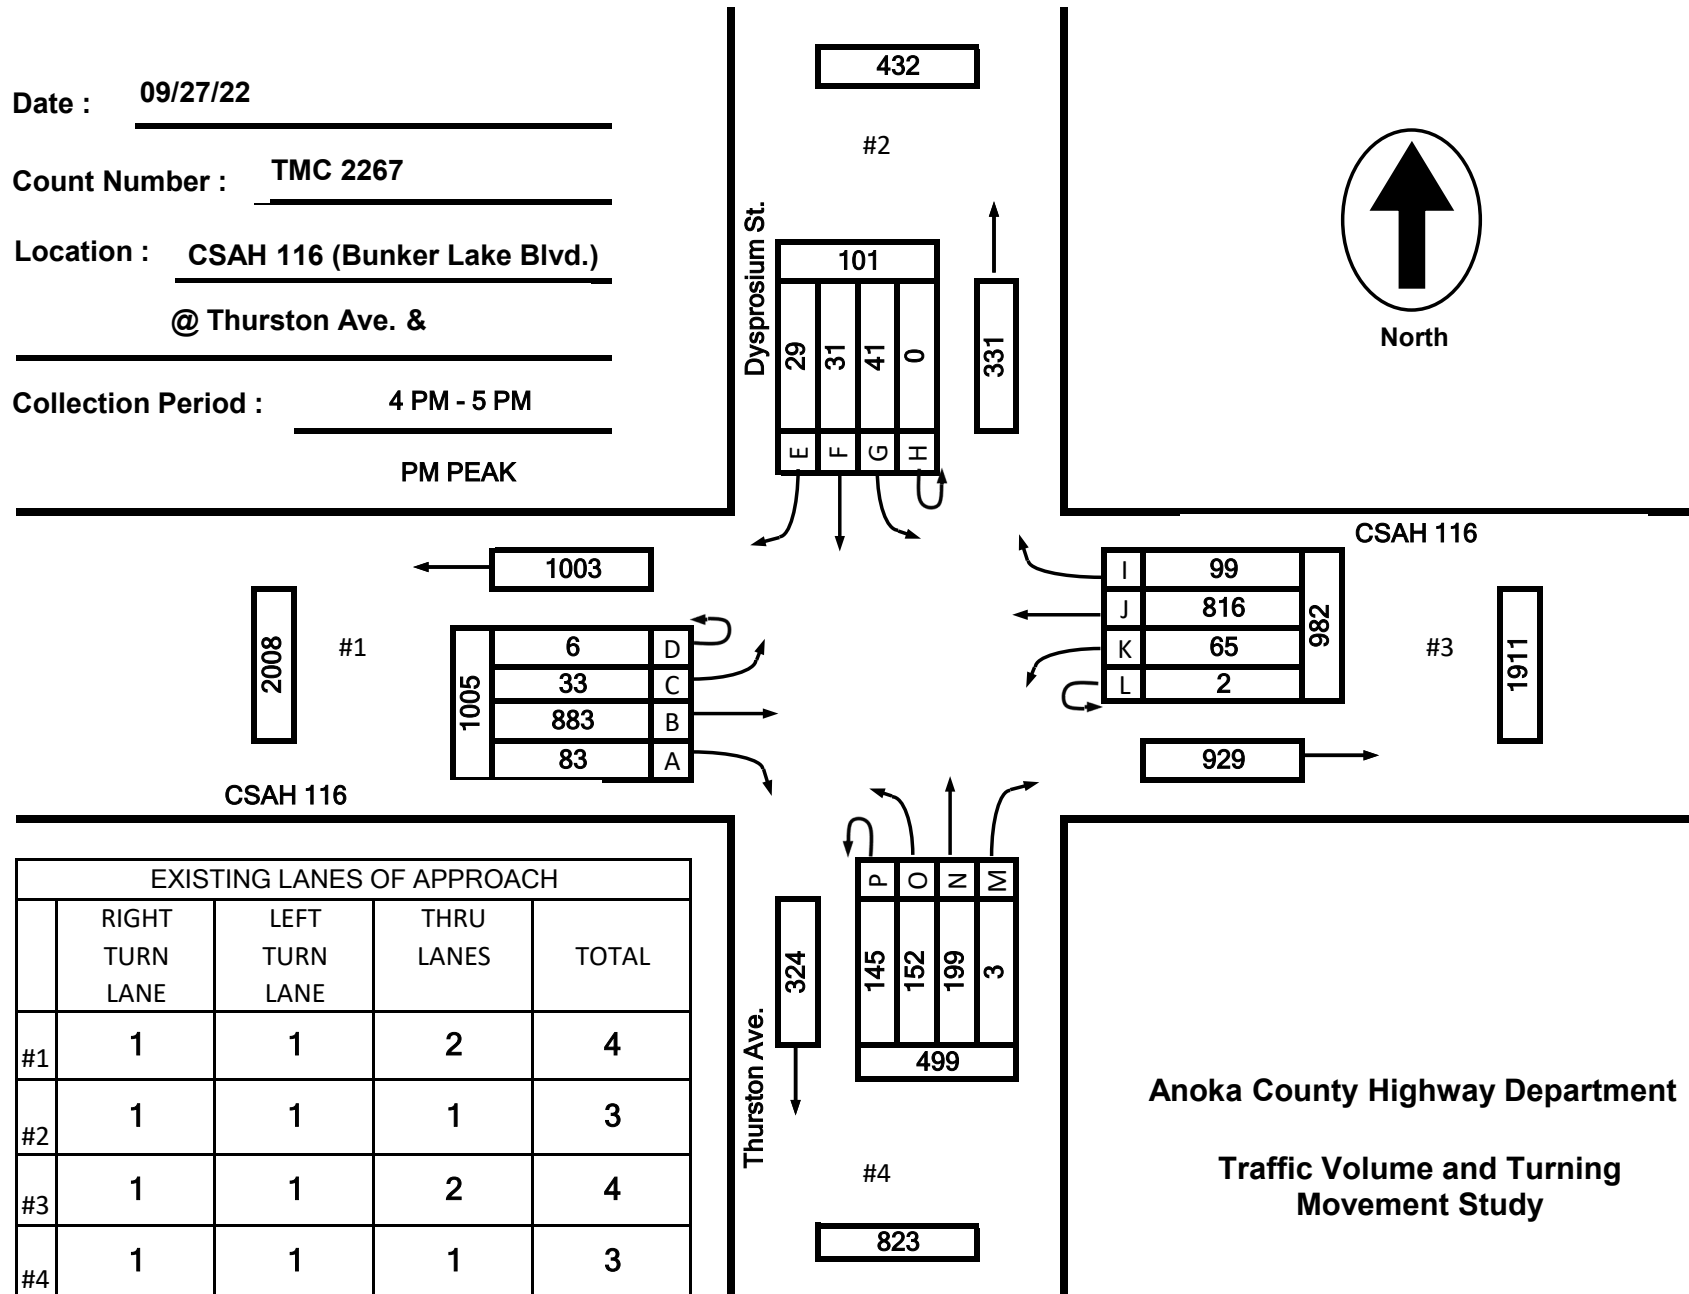 Date : 09/27/22
Count Number : TMC 2267
Location : CSAH 116 (Bunker Lake Blvd.)
@ Thurston Ave. &
Collection Period : 4 PM - 5 PM
PM PEAK
432
#2
Dysprosium St.
101
29 31 41 0
E F G H
331
North
CSAH 116
1003
2008
#1
1005
6 D
33 C
883 B
83 A
CSAH 116
I 99
J 816
K 65
L 2
982
#3
1911
929
P O N M
145 152 199 3
499
324
Thurston Ave.
#4
823
EXISTING LANES OF APPROACH
RIGHT TURN LANE LEFT TURN LANE THRU LANES TOTAL
#1 1 1 2 4
#2 1 1 1 3
#3 1 1 2 4
#4 1 1 1 3
Anoka County Highway Department
Traffic Volume and Turning
Movement Study